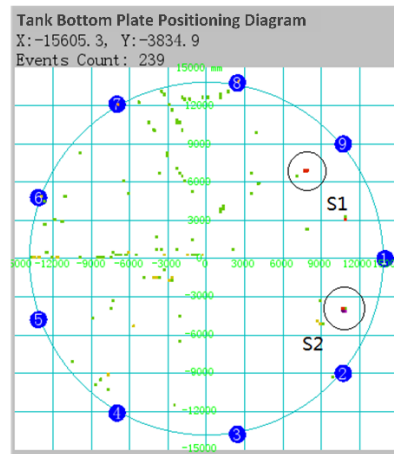 Tank Bottom Plate Positioning Diagram
X:-15605.3, Y:-3834.9
Events Count: 239
15000 mm
8
7
12000
9
9000
6000
6
S1
3000
8000 -15000 -12000 -9000 -6000 -3000 0 3000 6000 9000 12000
1
-3000
5
S2
-6000
2
-9000
4
-12000
3
-15000